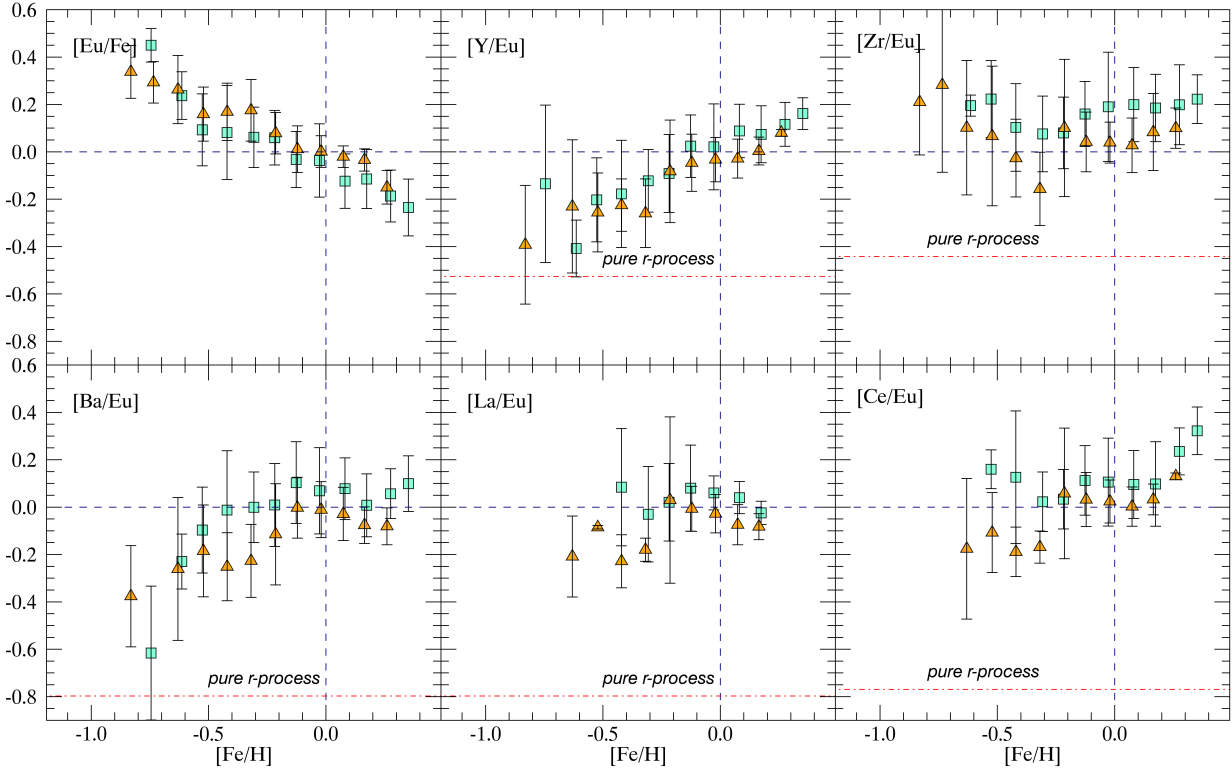 0.6
[Eu/Fe]
[Y/Eu]
[Zr/Eu]
0.4
0.2
0.0
-0.2
-0.4
pure r-process
pure r-process
-0.6
-0.8
0.6
[Ba/Eu]
[La/Eu]
[Ce/Eu]
0.4
0.2
0.0
-0.2
-0.4
-0.6
pure r-process
pure r-process
pure r-process
-0.8
-1.0 -0.5 0.0 -1.0 -0.5 0.0 -1.0 -0.5 0.0
[Fe/H] [Fe/H] [Fe/H]